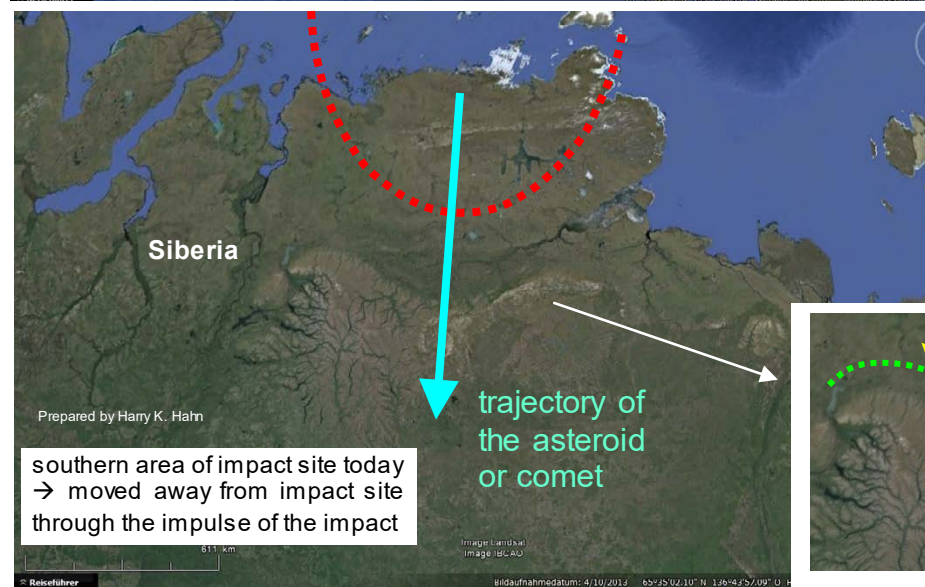 Siberia
Prepared by Harry K. Hahn
trajectory of
the asteroid
or comet
southern area of impact site today
→ moved away from impact site
through the impulse of the impact
611 km
Image Landsat
Image IBCAO
Reiseführer
Bildaufnahmedatum: 4/10/2013 65°35'02.10" N 136°43'57.09" O